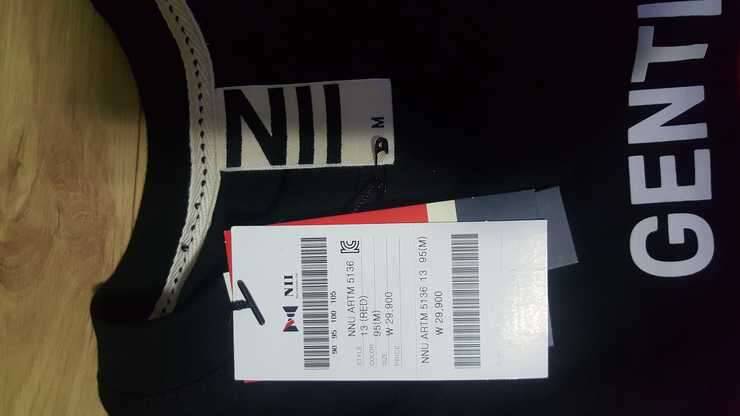 NII
M
GENTI
NII
90 95 100 105
STYLE NNU ARTM 5136
COLOR 13 (RED)
SIZE 95(M)
PRICE ₩ 29,900
NNU ARTM 5136 13 95(M)
₩ 29,900